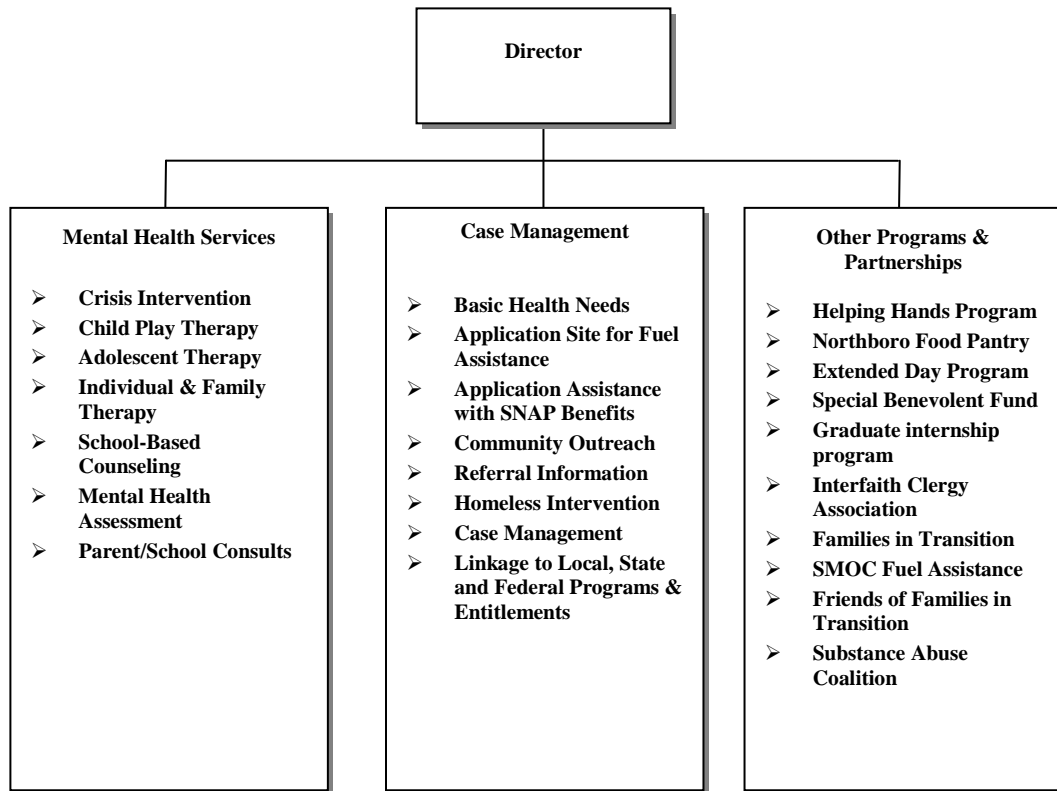 Director
Mental Health Services
➢ Crisis Intervention
➢ Child Play Therapy
➢ Adolescent Therapy
➢ Individual & Family
Therapy
➢ School-Based
Counseling
➢ Mental Health
Assessment
➢ Parent/School Consults
Case Management
➢ Basic Health Needs
➢ Application Site for Fuel
Assistance
➢ Application Assistance
with SNAP Benefits
➢ Community Outreach
➢ Referral Information
➢ Homeless Intervention
➢ Case Management
➢ Linkage to Local, State
and Federal Programs &
Entitlements
Other Programs &
Partnerships
➢ Helping Hands Program
➢ Northboro Food Pantry
➢ Extended Day Program
➢ Special Benevolent Fund
➢ Graduate internship
program
➢ Interfaith Clergy
Association
➢ Families in Transition
➢ SMOC Fuel Assistance
➢ Friends of Families in
Transition
➢ Substance Abuse
Coalition